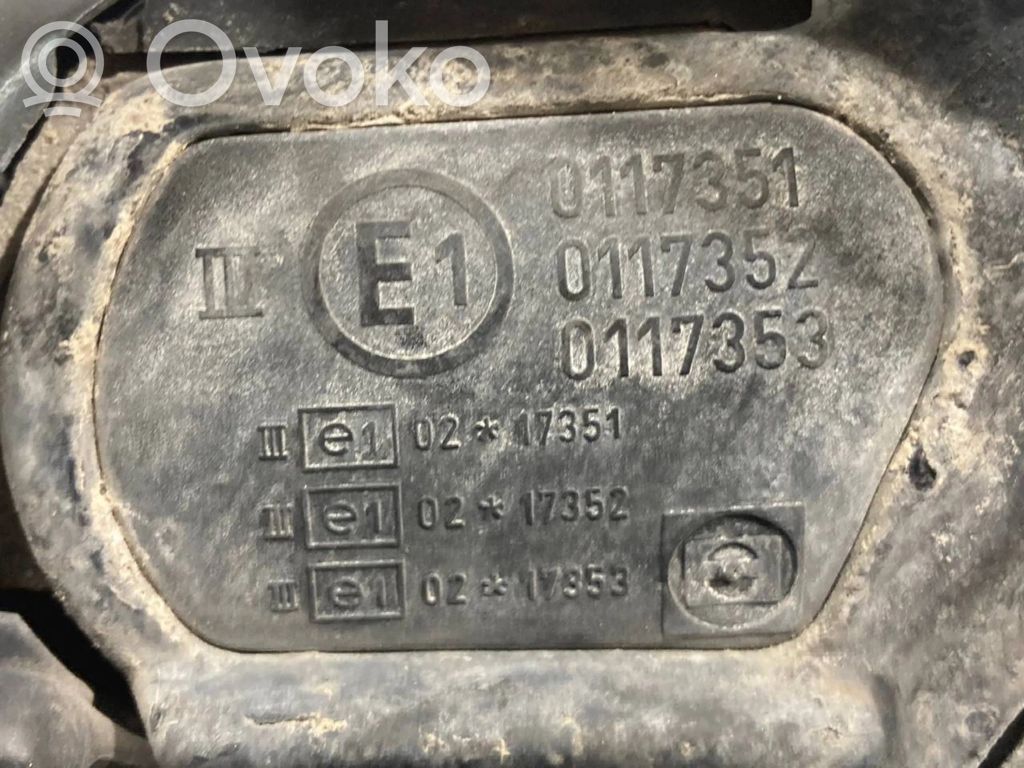 Ovoko
III E1 0117351
0117352
0117353
III e1 02 * 17351
III e1 02 * 17352
III e1 02 * 17353